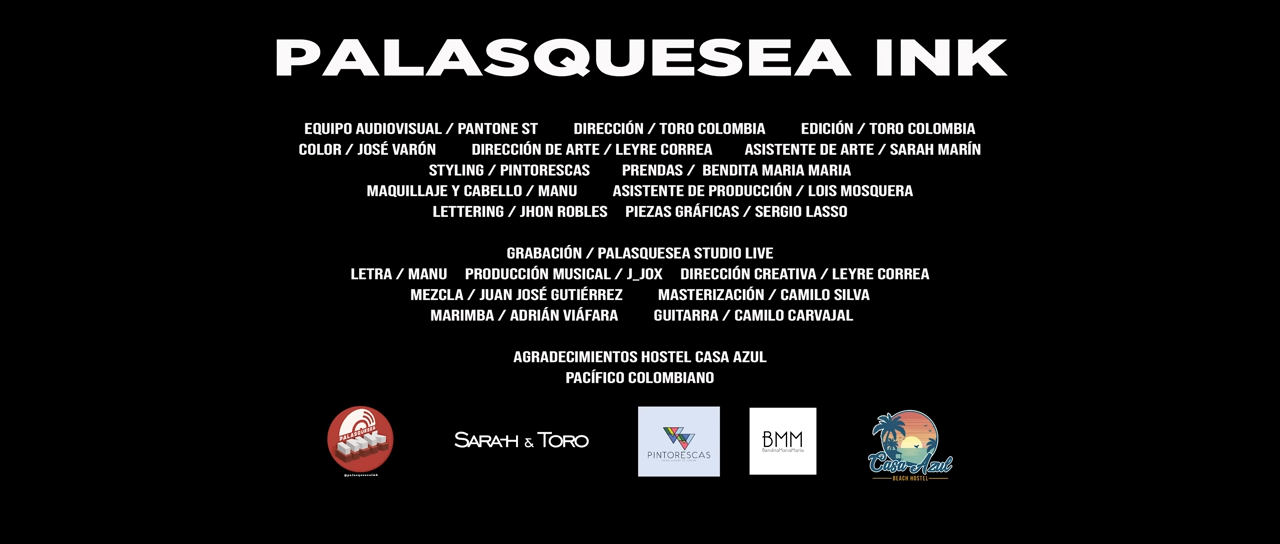 PALASQUESEA INK
EQUIPO AUDIOVISUAL / PANTONE ST DIRECCIÓN / TORO COLOMBIA EDICIÓN / TORO COLOMBIA
COLOR / JOSÉ VARÓN DIRECCIÓN DE ARTE / LEYRE CORREA ASISTENTE DE ARTE / SARAH MARÍN
STYLING / PINTORESCAS PRENDAS / BENDITA MARIA MARIA
MAQUILLAJE Y CABELLO / MANU ASISTENTE DE PRODUCCIÓN / LOIS MOSQUERA
LETTERING / JHON ROBLES PIEZAS GRÁFICAS / SERGIO LASSO
GRABACIÓN / PALASQUESEA STUDIO LIVE
LETRA / MANU PRODUCCIÓN MUSICAL / J_JOX DIRECCIÓN CREATIVA / LEYRE CORREA
MEZCLA / JUAN JOSÉ GUTIÉRREZ MASTERIZACIÓN / CAMILO SILVA
MARIMBA / ADRIÁN VIÁFARA GUITARRA / CAMILO CARVAJAL
AGRADECIMIENTOS HOSTEL CASA AZUL
PACÍFICO COLOMBIANO
PALASQUESEA
INK
@palasqueseaink
SARAH & TORO
PINTORESCAS
BMM
BenditaMariaMaria
Casa Azul
BEACH HOSTEL